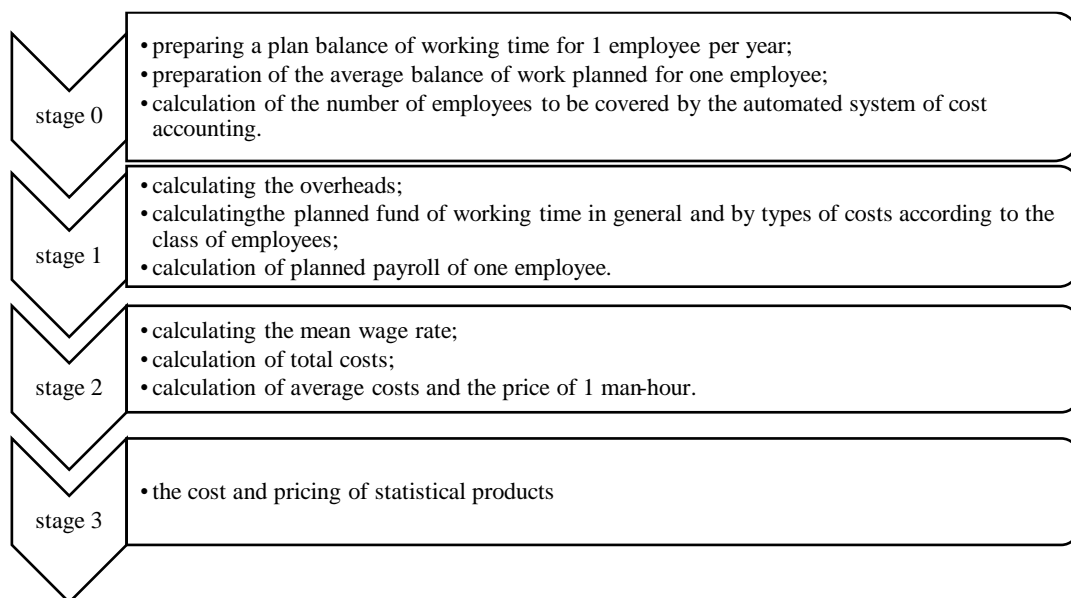 stage 0
• preparing a plan balance of working time for 1 employee per year;
• preparation of the average balance of work planned for one employee;
• calculation of the number of employees to be covered by the automated system of cost
accounting.
stage 1
• calculating the overheads;
• calculatingthe planned fund of working time in general and by types of costs according to the
class of employees;
• calculation of planned payroll of one employee.
stage 2
• calculating the mean wage rate;
• calculation of total costs;
• calculation of average costs and the price of 1 man-hour.
stage 3
• the cost and pricing of statistical products